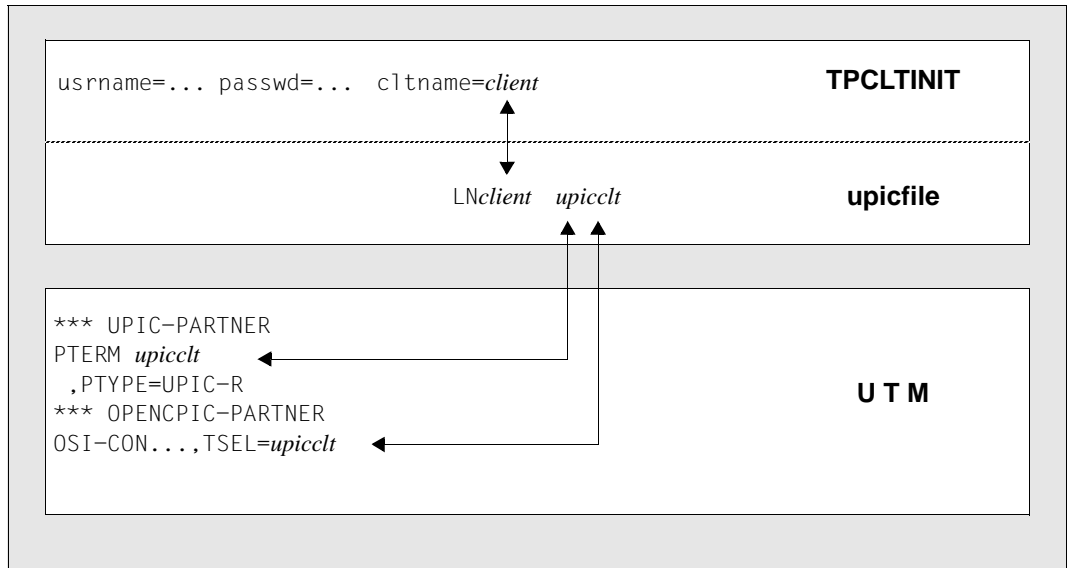 usrname=... passwd=... cltname=client TPCLTINIT
LNclient upicclt upicfile
*** UPIC-PARTNER
PTERM upicclt
,PTYPE=UPIC-R
*** OPENCPIC-PARTNER
OSI-CON...,TSEL=upicclt
U T M